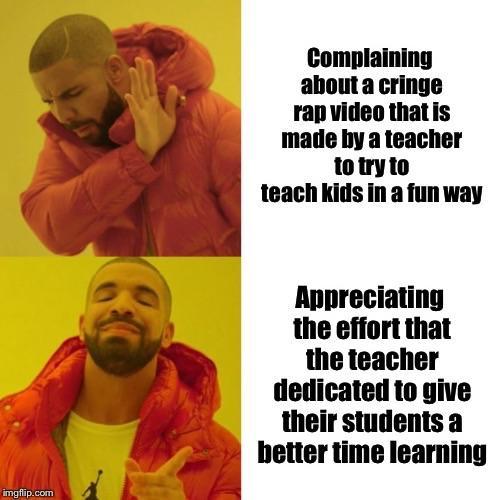 Complaining
about a cringe
rap video that is
made by a teacher
to try to
teach kids in a fun way
Appreciating
the effort that
the teacher
dedicated to give
their students a
better time learning
imgflip.com